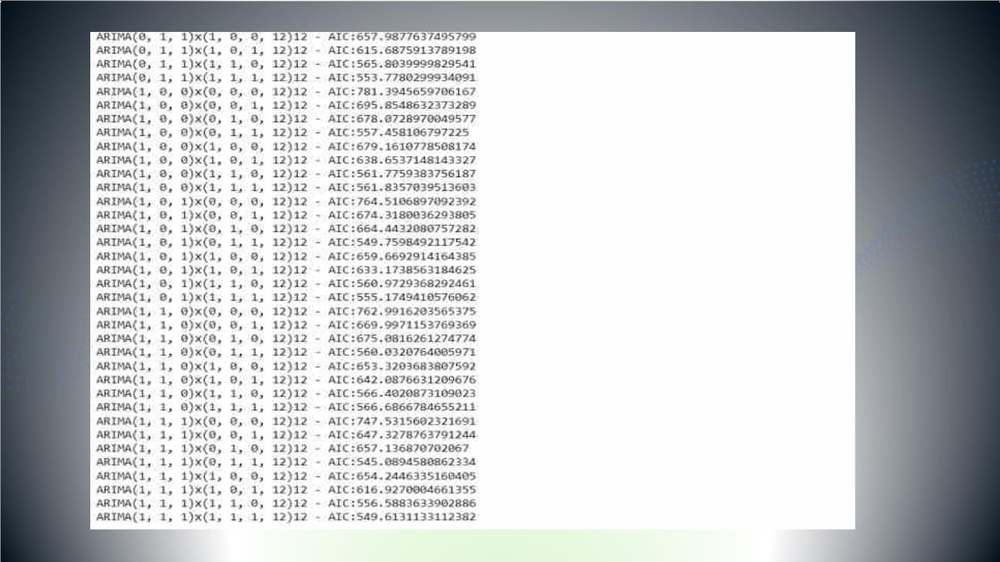 ARIMA(0, 1, 1)x(1, 0, 0, 12)12 - AIC:657.9877637495799
ARIMA(0, 1, 1)x(1, 0, 1, 12)12 - AIC:615.6875913789198
ARIMA(0, 1, 1)x(1, 1, 0, 12)12 - AIC:565.8039999829541
ARIMA(0, 1, 1)x(1, 1, 1, 12)12 - AIC:553.7780299934091
ARIMA(1, 0, 0)x(0, 0, 0, 12)12 - AIC:781.3945659706167
ARIMA(1, 0, 0)x(0, 0, 1, 12)12 - AIC:695.8548632373289
ARIMA(1, 0, 0)x(0, 1, 0, 12)12 - AIC:678.0728970049577
ARIMA(1, 0, 0)x(0, 1, 1, 12)12 - AIC:557.458106797225
ARIMA(1, 0, 0)x(1, 0, 0, 12)12 - AIC:679.1610778508174
ARIMA(1, 0, 0)x(1, 0, 1, 12)12 - AIC:638.6537148143327
ARIMA(1, 0, 0)x(1, 1, 0, 12)12 - AIC:561.7759383756187
ARIMA(1, 0, 0)x(1, 1, 1, 12)12 - AIC:561.8357039513603
ARIMA(1, 0, 1)x(0, 0, 0, 12)12 - AIC:764.5106897092392
ARIMA(1, 0, 1)x(0, 0, 1, 12)12 - AIC:674.3180036293805
ARIMA(1, 0, 1)x(0, 1, 0, 12)12 - AIC:664.4432080757282
ARIMA(1, 0, 1)x(0, 1, 1, 12)12 - AIC:549.7598492117542
ARIMA(1, 0, 1)x(1, 0, 0, 12)12 - AIC:659.6692914164385
ARIMA(1, 0, 1)x(1, 0, 1, 12)12 - AIC:633.1738563184625
ARIMA(1, 0, 1)x(1, 1, 0, 12)12 - AIC:560.9729368292461
ARIMA(1, 0, 1)x(1, 1, 1, 12)12 - AIC:555.1749410576062
ARIMA(1, 1, 0)x(0, 0, 0, 12)12 - AIC:762.9916203565375
ARIMA(1, 1, 0)x(0, 0, 1, 12)12 - AIC:669.9971153769369
ARIMA(1, 1, 0)x(0, 1, 0, 12)12 - AIC:675.0816261274774
ARIMA(1, 1, 0)x(0, 1, 1, 12)12 - AIC:560.0320764005971
ARIMA(1, 1, 0)x(1, 0, 0, 12)12 - AIC:653.3203683807592
ARIMA(1, 1, 0)x(1, 0, 1, 12)12 - AIC:642.0876631209676
ARIMA(1, 1, 0)x(1, 1, 0, 12)12 - AIC:566.4020873109023
ARIMA(1, 1, 0)x(1, 1, 1, 12)12 - AIC:566.6866784655211
ARIMA(1, 1, 1)x(0, 0, 0, 12)12 - AIC:747.5315602321691
ARIMA(1, 1, 1)x(0, 0, 1, 12)12 - AIC:647.3278763791244
ARIMA(1, 1, 1)x(0, 1, 0, 12)12 - AIC:657.136870702067
ARIMA(1, 1, 1)x(0, 1, 1, 12)12 - AIC:545.0894580862334
ARIMA(1, 1, 1)x(1, 0, 0, 12)12 - AIC:654.2446335160405
ARIMA(1, 1, 1)x(1, 0, 1, 12)12 - AIC:616.9270004661355
ARIMA(1, 1, 1)x(1, 1, 0, 12)12 - AIC:556.5883633902886
ARIMA(1, 1, 1)x(1, 1, 1, 12)12 - AIC:549.6131133112382